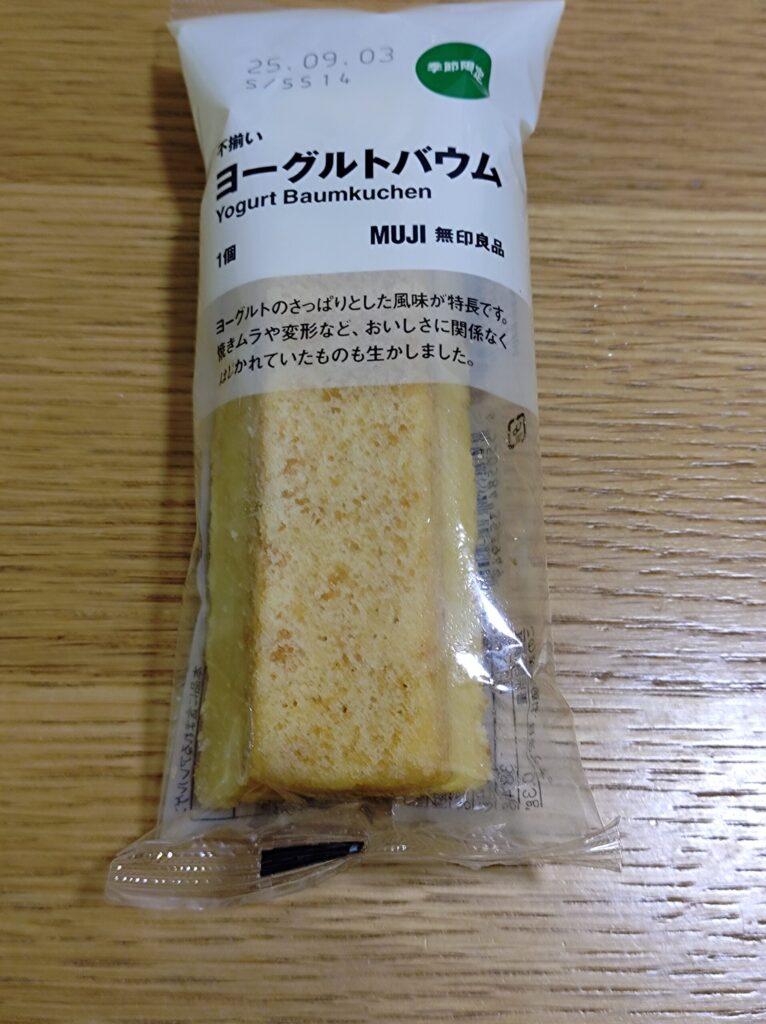 25.09.03
S/SS14
季節限定
不揃い
ヨーグルトバウム
Yogurt Baumkuchen
1個
MUJI 無印良品
ヨーグルトのさっぱりとした風味が特長です。
焼きムラや変形など、おいしさに関係なく
はじかれていたものも生かしました。
プラ